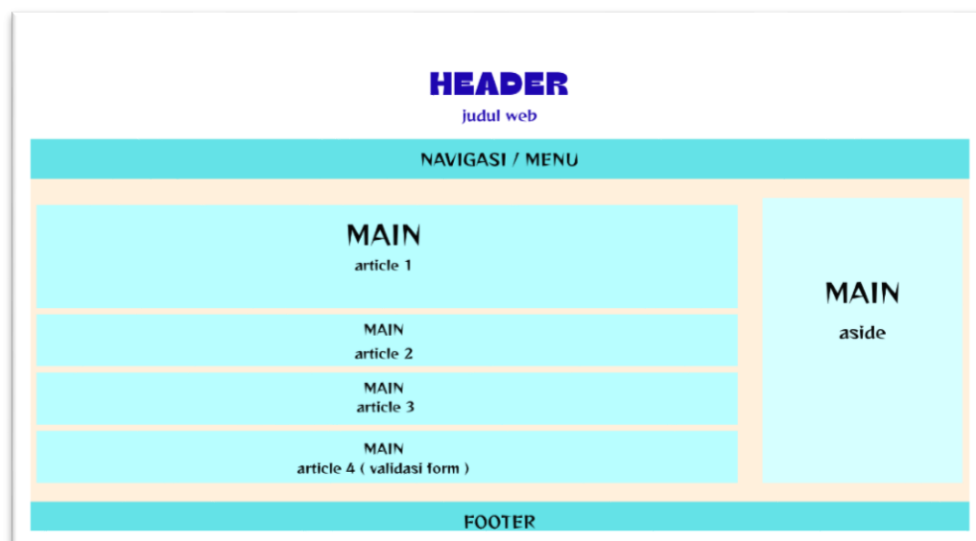 HEADER
judul web
NAVIGASI / MENU
MAIN
article 1
MAIN
article 2
MAIN
article 3
MAIN
article 4 ( validasi form )
MAIN
aside
FOOTER